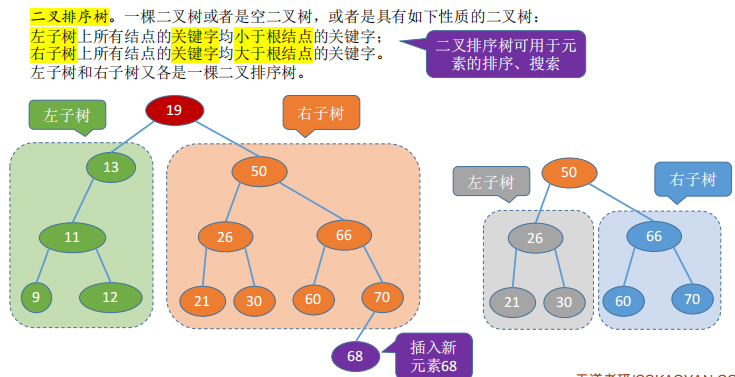 二叉排序树。一棵二叉树或者是空二叉树，或者是具有如下性质的二叉树：
左子树上所有结点的关键字均小于根结点的关键字；
右子树上所有结点的关键字均大于根结点的关键字。
左子树和右子树又各是一棵二叉排序树。
二叉排序树可用于元
素的排序、搜索
左子树
19
右子树
13
50
11
26
66
9
12
21
30
60
70
68
插入新
元素68
左子树
50
右子树
26
66
21
30
60
70